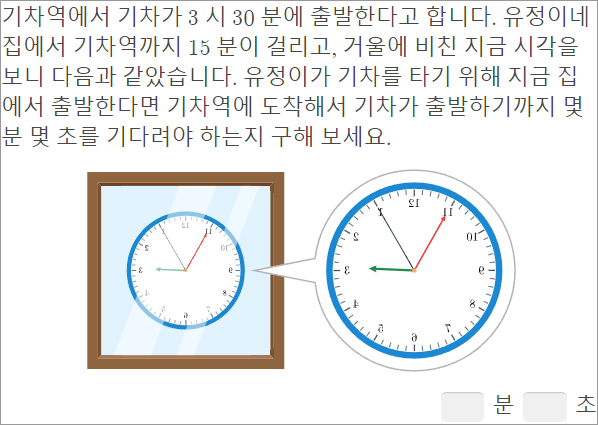 기차역에서 기차가 3 시 30 분에 출발한다고 합니다. 유정이네
집에서 기차역까지 15 분이 걸리고, 거울에 비친 지금 시각을
보니 다음과 같았습니다. 유정이가 기차를 타기 위해 지금 집
에서 출발한다면 기차역에 도착해서 기차가 출발하기까지 몇
분 몇 초를 기다려야 하는지 구해 보세요.
12
1 11
2 10
3 9
4 8
5 7
6
12
1 11
2 10
3 9
4 8
5 7
6
분 초